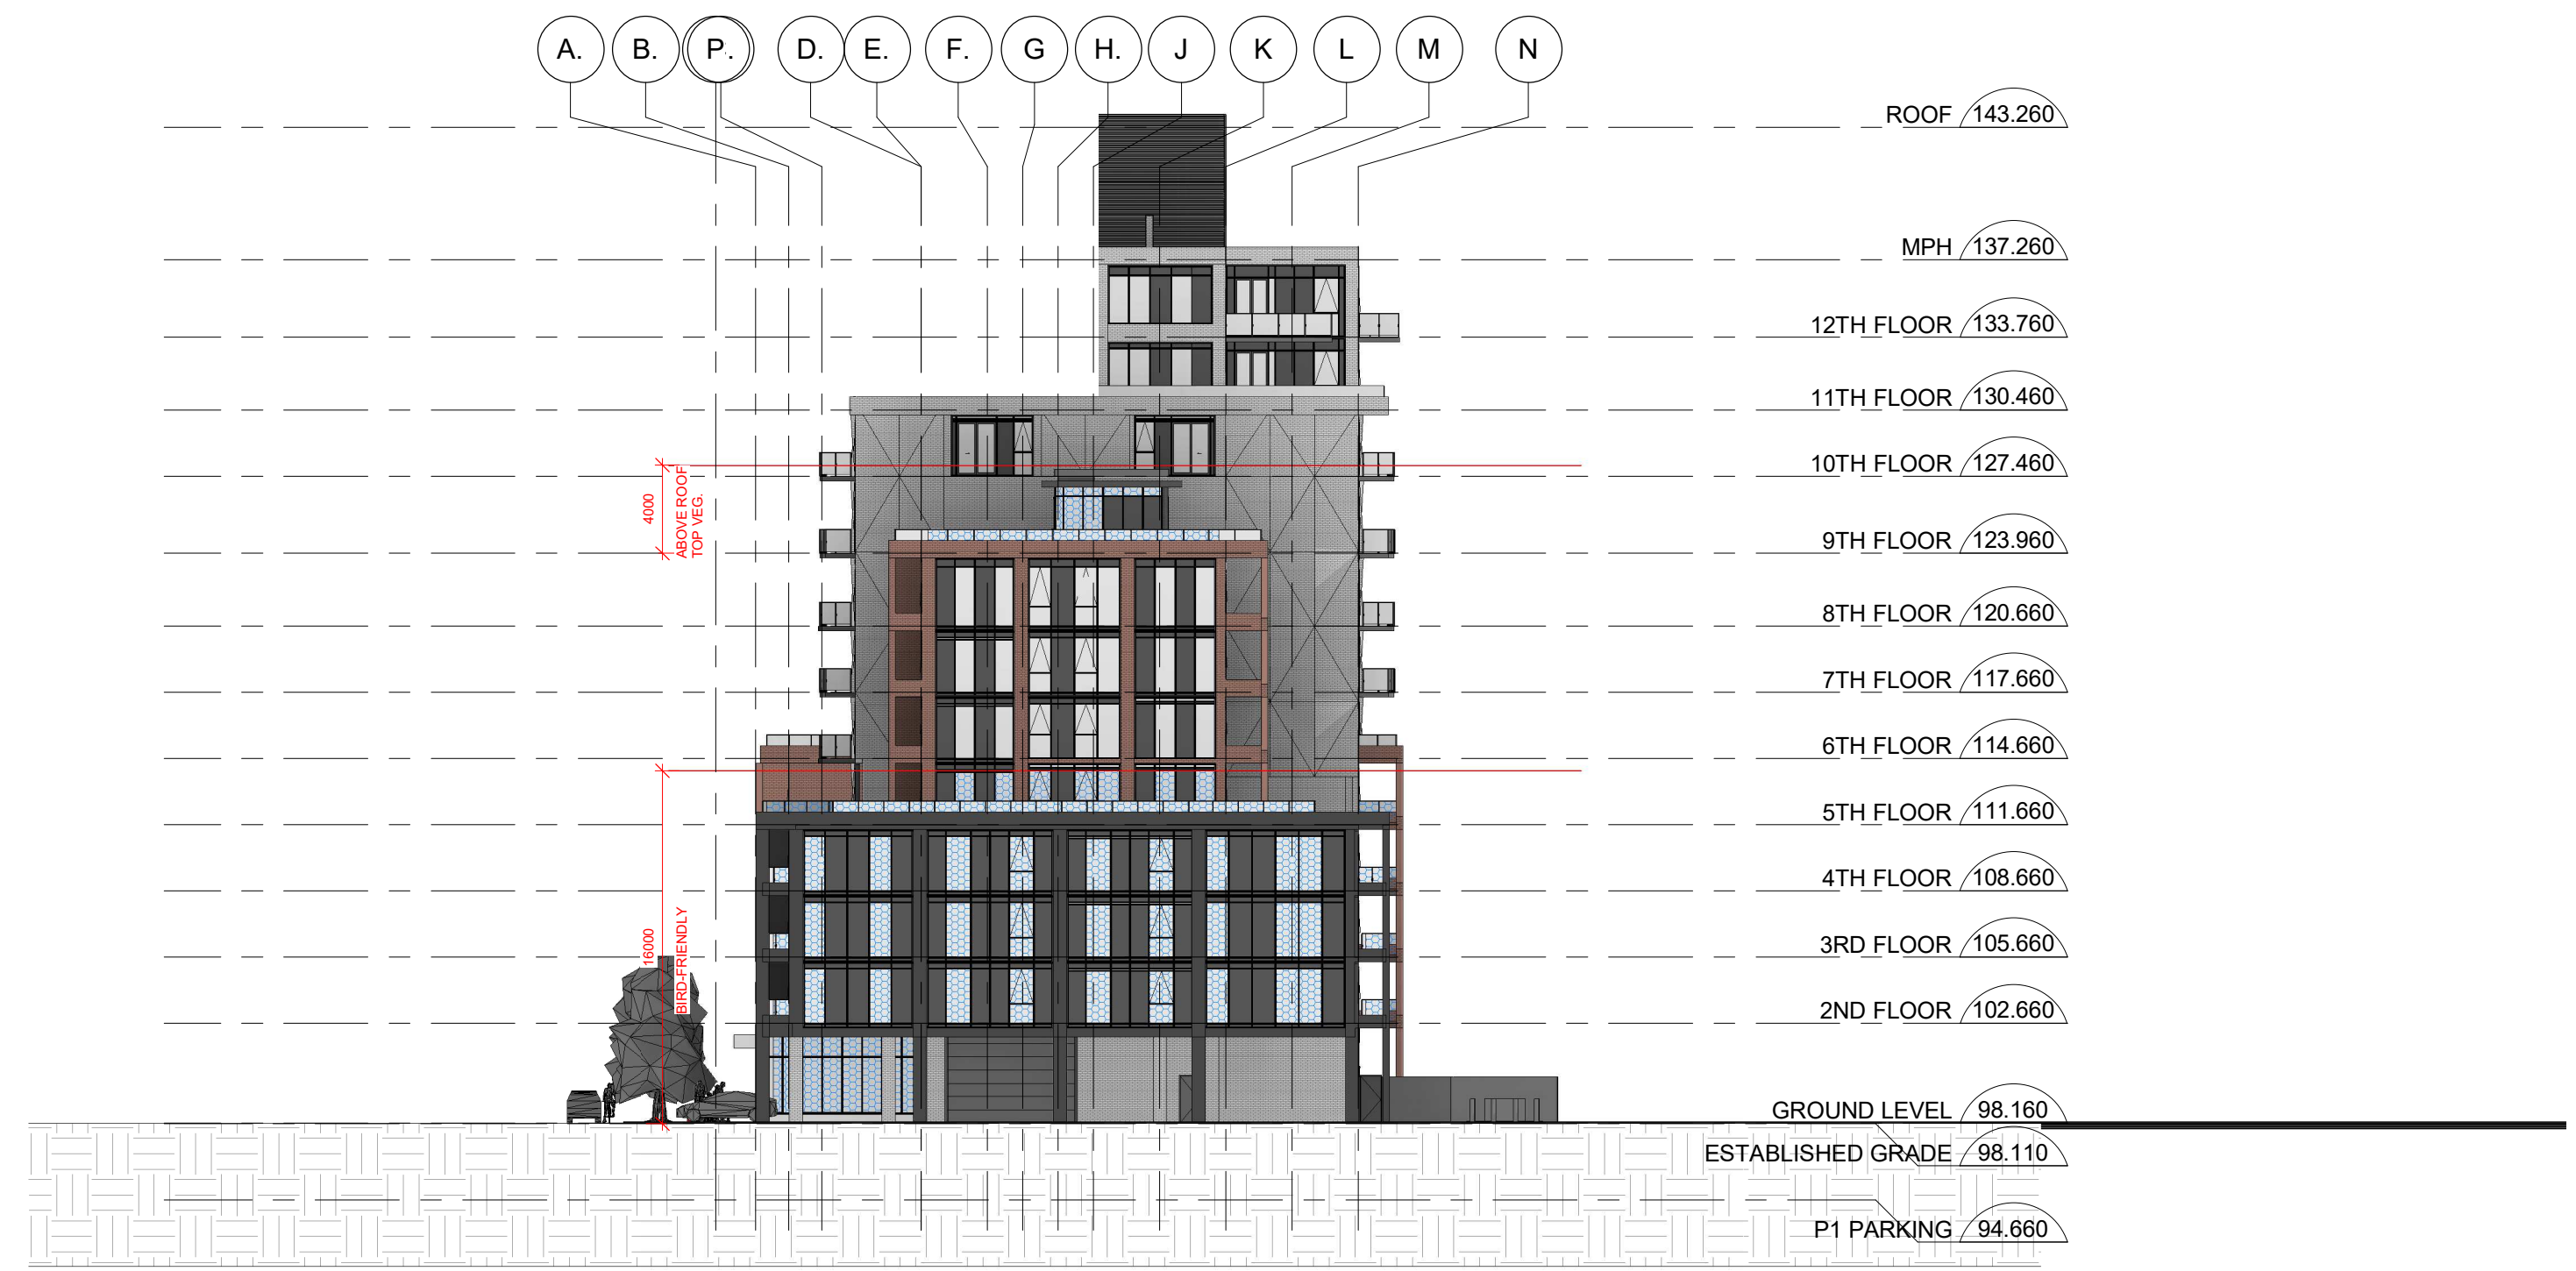 A. B. P. D. E. F. G H. J K L M N
ROOF 143.260
MPH 137.260
12TH FLOOR 133.760
11TH FLOOR 130.460
10TH FLOOR 127.460
4000
ABOVE ROOF
TOP VEG.
9TH FLOOR 123.960
8TH FLOOR 120.660
7TH FLOOR 117.660
6TH FLOOR 114.660
5TH FLOOR 111.660
4TH FLOOR 108.660
16000
BIRD-FRIENDLY
3RD FLOOR 105.660
2ND FLOOR 102.660
GROUND LEVEL 98.160
ESTABLISHED GRADE 98.110
P1 PARKING 94.660